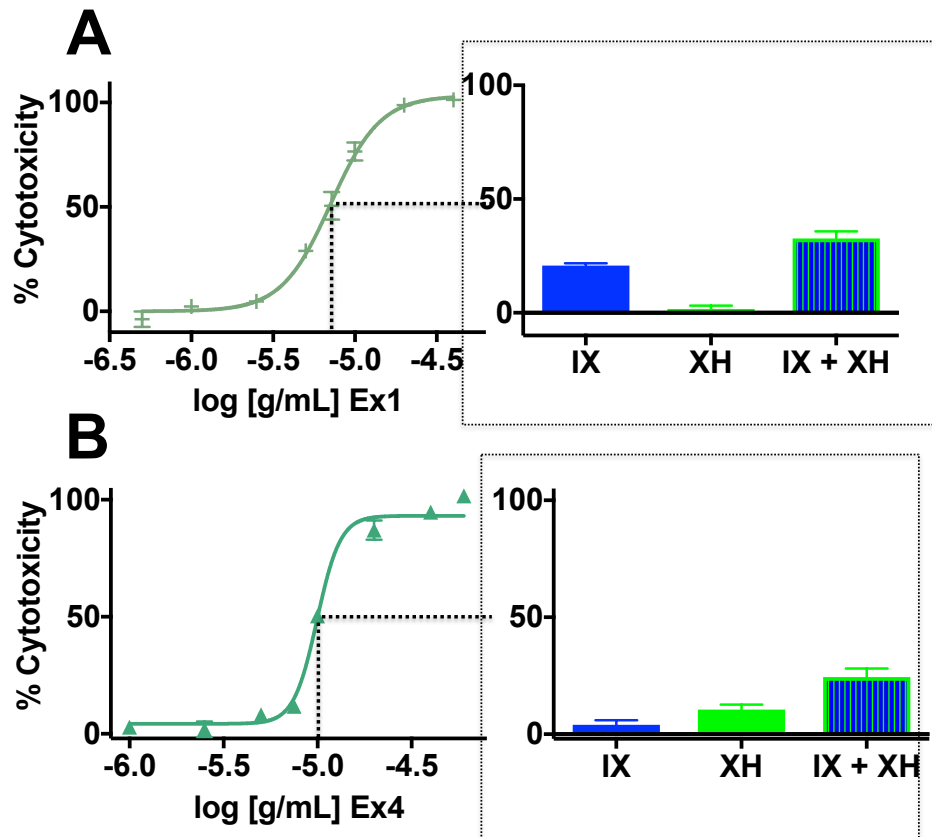 A
% Cytotoxicity
100
50
0
-6.5 -6.0 -5.5 -5.0 -4.5
log [g/mL] Ex1
100
50
0
IX XH IX + XH
B
% Cytotoxicity
100
50
0
-6.0 -5.5 -5.0 -4.5
log [g/mL] Ex4
100
50
0
IX XH IX + XH